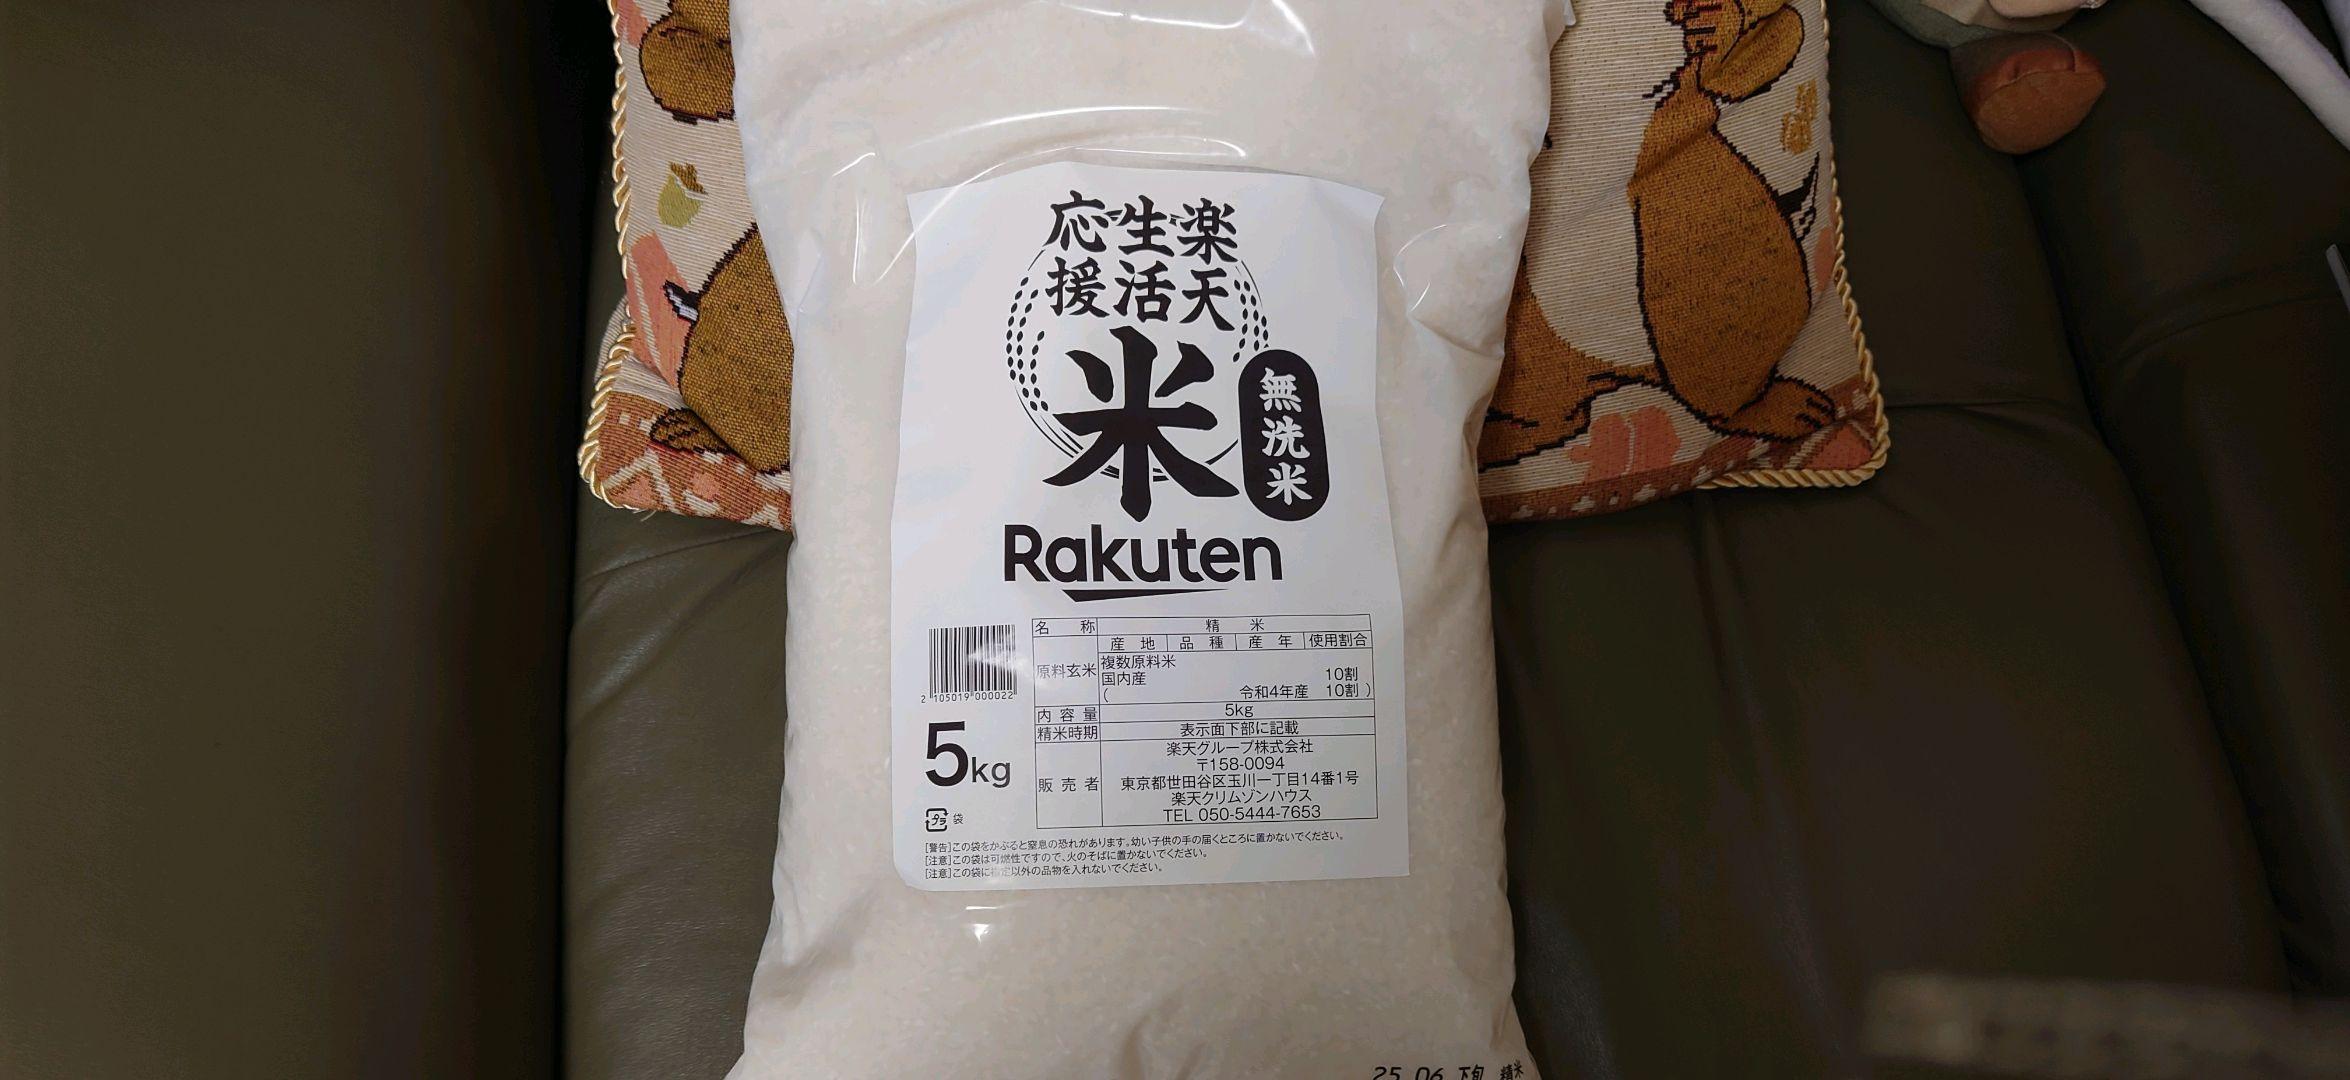 楽天
生活
応援
米
無洗米
Rakuten
名 称 精 米
原料玄米 産 地 品 種 産 年 使用割合
複数原料米
国内産 10割
( 令和4年産 10割 )
内 容 量 5kg
精米時期 表示面下部に記載
販 売 者 楽天グループ株式会社
〒158-0094
東京都世田谷区玉川一丁目14番1号
楽天クリムゾンハウス
TEL 050-5444-7653
2 105019 000022
5kg
プラ 袋
[警告]この袋をかぶると窒息の恐れがあります。幼い子供の手の届くところに置かないでください。
[注意]この袋は可燃性ですので、火のそばに置かないでください。
[注意]この袋に指定以外の品物を入れないでください。
25.06 下旬 精米